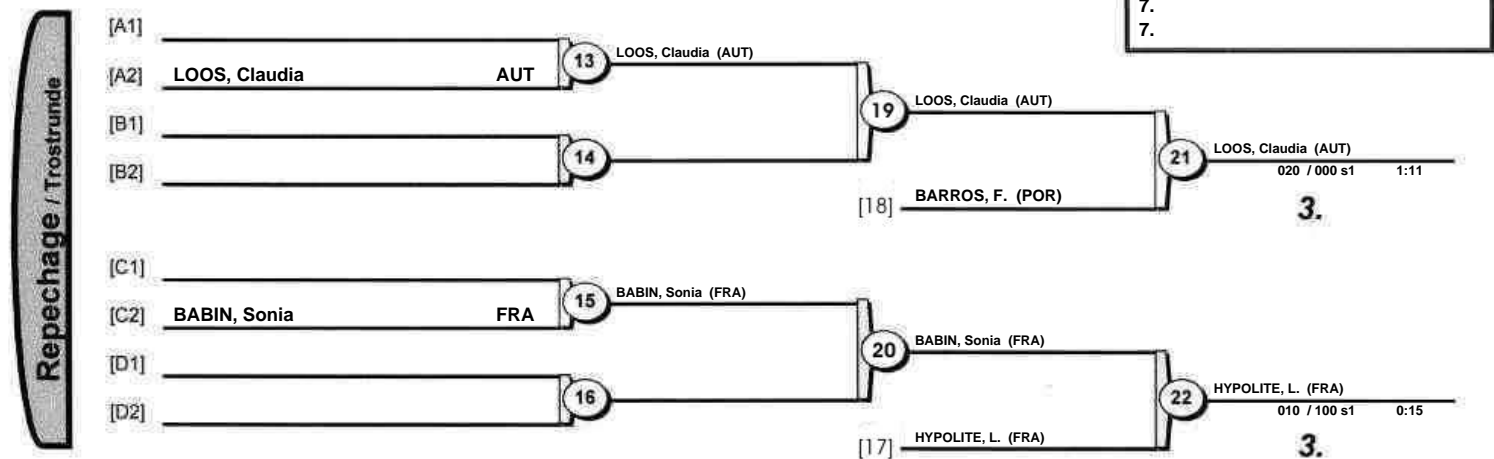 7.
7.
Repechage / Trostrunde
[A1]
[A2] LOOS, Claudia AUT
13
LOOS, Claudia (AUT)
[B1]
[B2]
14
19
LOOS, Claudia (AUT)
[18] BARROS, F. (POR)
21
LOOS, Claudia (AUT)
020 / 000 s1 1:11
3.
[C1]
[C2] BABIN, Sonia FRA
15
BABIN, Sonia (FRA)
[D1]
[D2]
16
20
BABIN, Sonia (FRA)
[17] HYPOLITE, L. (FRA)
22
HYPOLITE, L. (FRA)
010 / 100 s1 0:15
3.